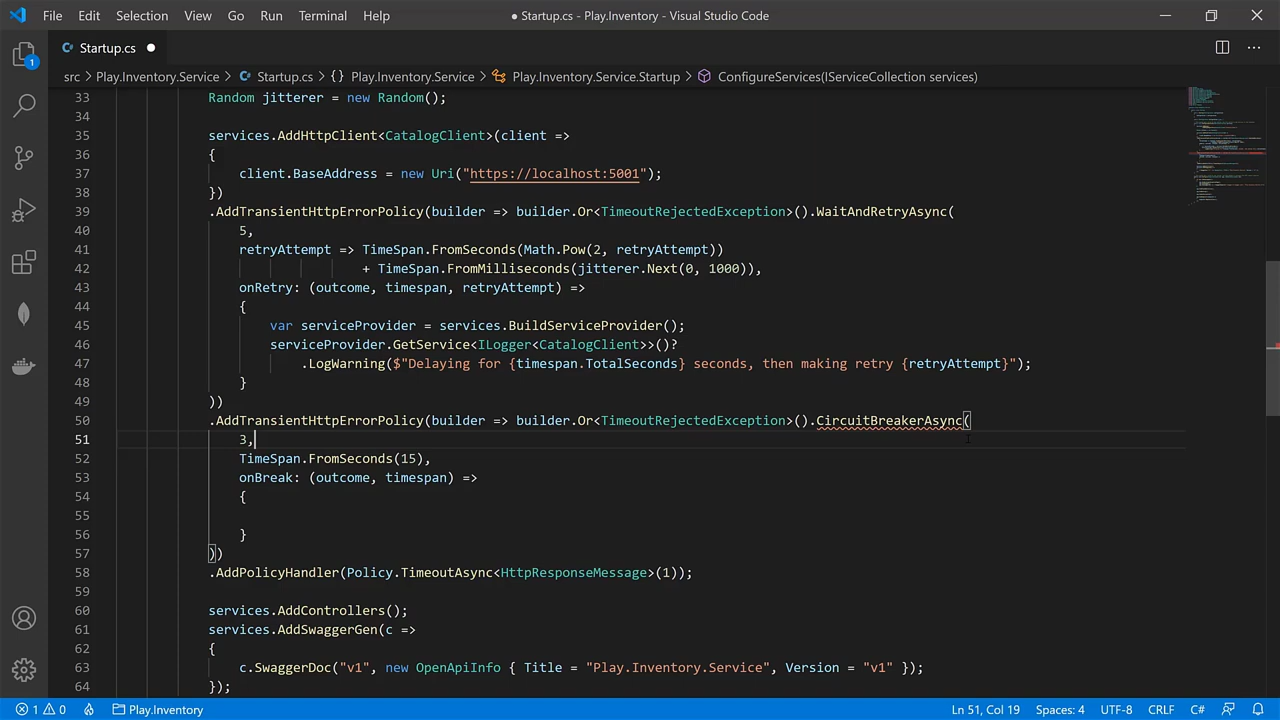 File Edit Selection View Go Run Terminal Help
● Startup.cs - Play.Inventory - Visual Studio Code
Startup.cs
src > Play.Inventory.Service > Startup.cs > {} Play.Inventory.Service > Play.Inventory.Service.Startup > ConfigureServices(IServiceCollection services)
1
33 Random jitterer = new Random();
34
35 services.AddHttpClient<CatalogClient>(client =>
36 {
37 client.BaseAddress = new Uri("https://localhost:5001");
38 })
39 .AddTransientHttpErrorPolicy(builder => builder.Or<TimeoutRejectedException>().WaitAndRetryAsync(
40 5,
41 retryAttempt => TimeSpan.FromSeconds(Math.Pow(2, retryAttempt))
42 + TimeSpan.FromMilliseconds(jitterer.Next(0, 1000)),
43 onRetry: (outcome, timespan, retryAttempt) =>
44 {
45 var serviceProvider = services.BuildServiceProvider();
46 serviceProvider.GetService<ILogger<CatalogClient>>()?
47 .LogWarning($"Delaying for {timespan.TotalSeconds} seconds, then making retry {retryAttempt}");
48 }
49 ))
50 .AddTransientHttpErrorPolicy(builder => builder.Or<TimeoutRejectedException>().CircuitBreakerAsync(
51 3,
52 TimeSpan.FromSeconds(15),
53 onBreak: (outcome, timespan) =>
54 {
55
56 }
57 ))
58 .AddPolicyHandler(Policy.TimeoutAsync<HttpResponseMessage>(1));
59
60 services.AddControllers();
61 services.AddSwaggerGen(c =>
62 {
63 c.SwaggerDoc("v1", new OpenApiInfo { Title = "Play.Inventory.Service", Version = "v1" });
64 });
1 0 Play.Inventory Ln 51, Col 19 Spaces: 4 UTF-8 CRLF C#